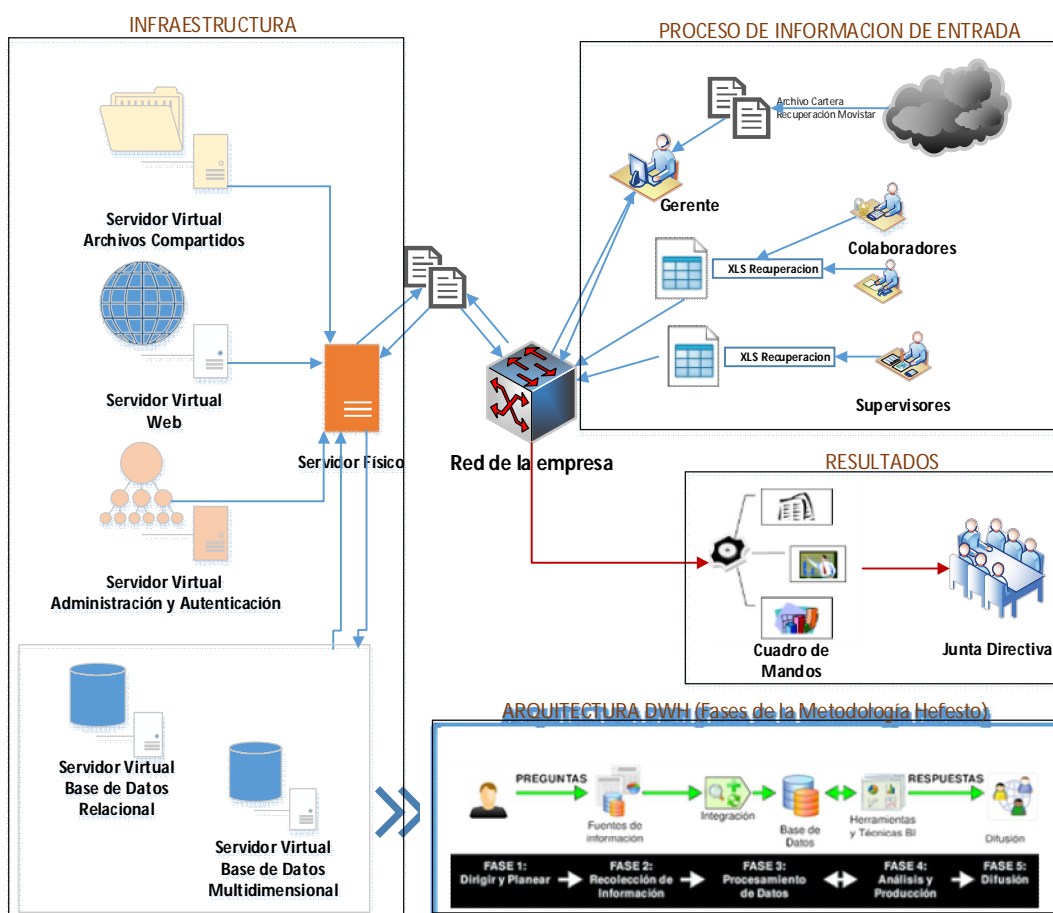 INFRAESTRUCTURA
Servidor Virtual
Archivos Compartidos
Servidor Virtual
Web
Servidor Físico
Servidor Virtual
Administración y Autenticación
Servidor Virtual
Base de Datos
Relacional
Servidor Virtual
Base de Datos
Multidimensional
Red de la empresa
PROCESO DE INFORMACION DE ENTRADA
Archivo Cartera
Recuperación Movistar
Gerente
Colaboradores
XLS Recuperacion
XLS Recuperacion
Supervisores
RESULTADOS
Cuadro de
Mandos
Junta Directiva
ARQUITECTURA DWH (Fases de la Metodología Hefesto)
PREGUNTAS
RESPUESTAS
Fuentes de
información
Integración
Base de
Datos
Herramientas
y Técnicas BI
Difusión
FASE 1:
Dirigir y Planear
FASE 2:
Recolección de
Información
FASE 3:
Procesamiento
de Datos
FASE 4:
Análisis y
Producción
FASE 5:
Difusión